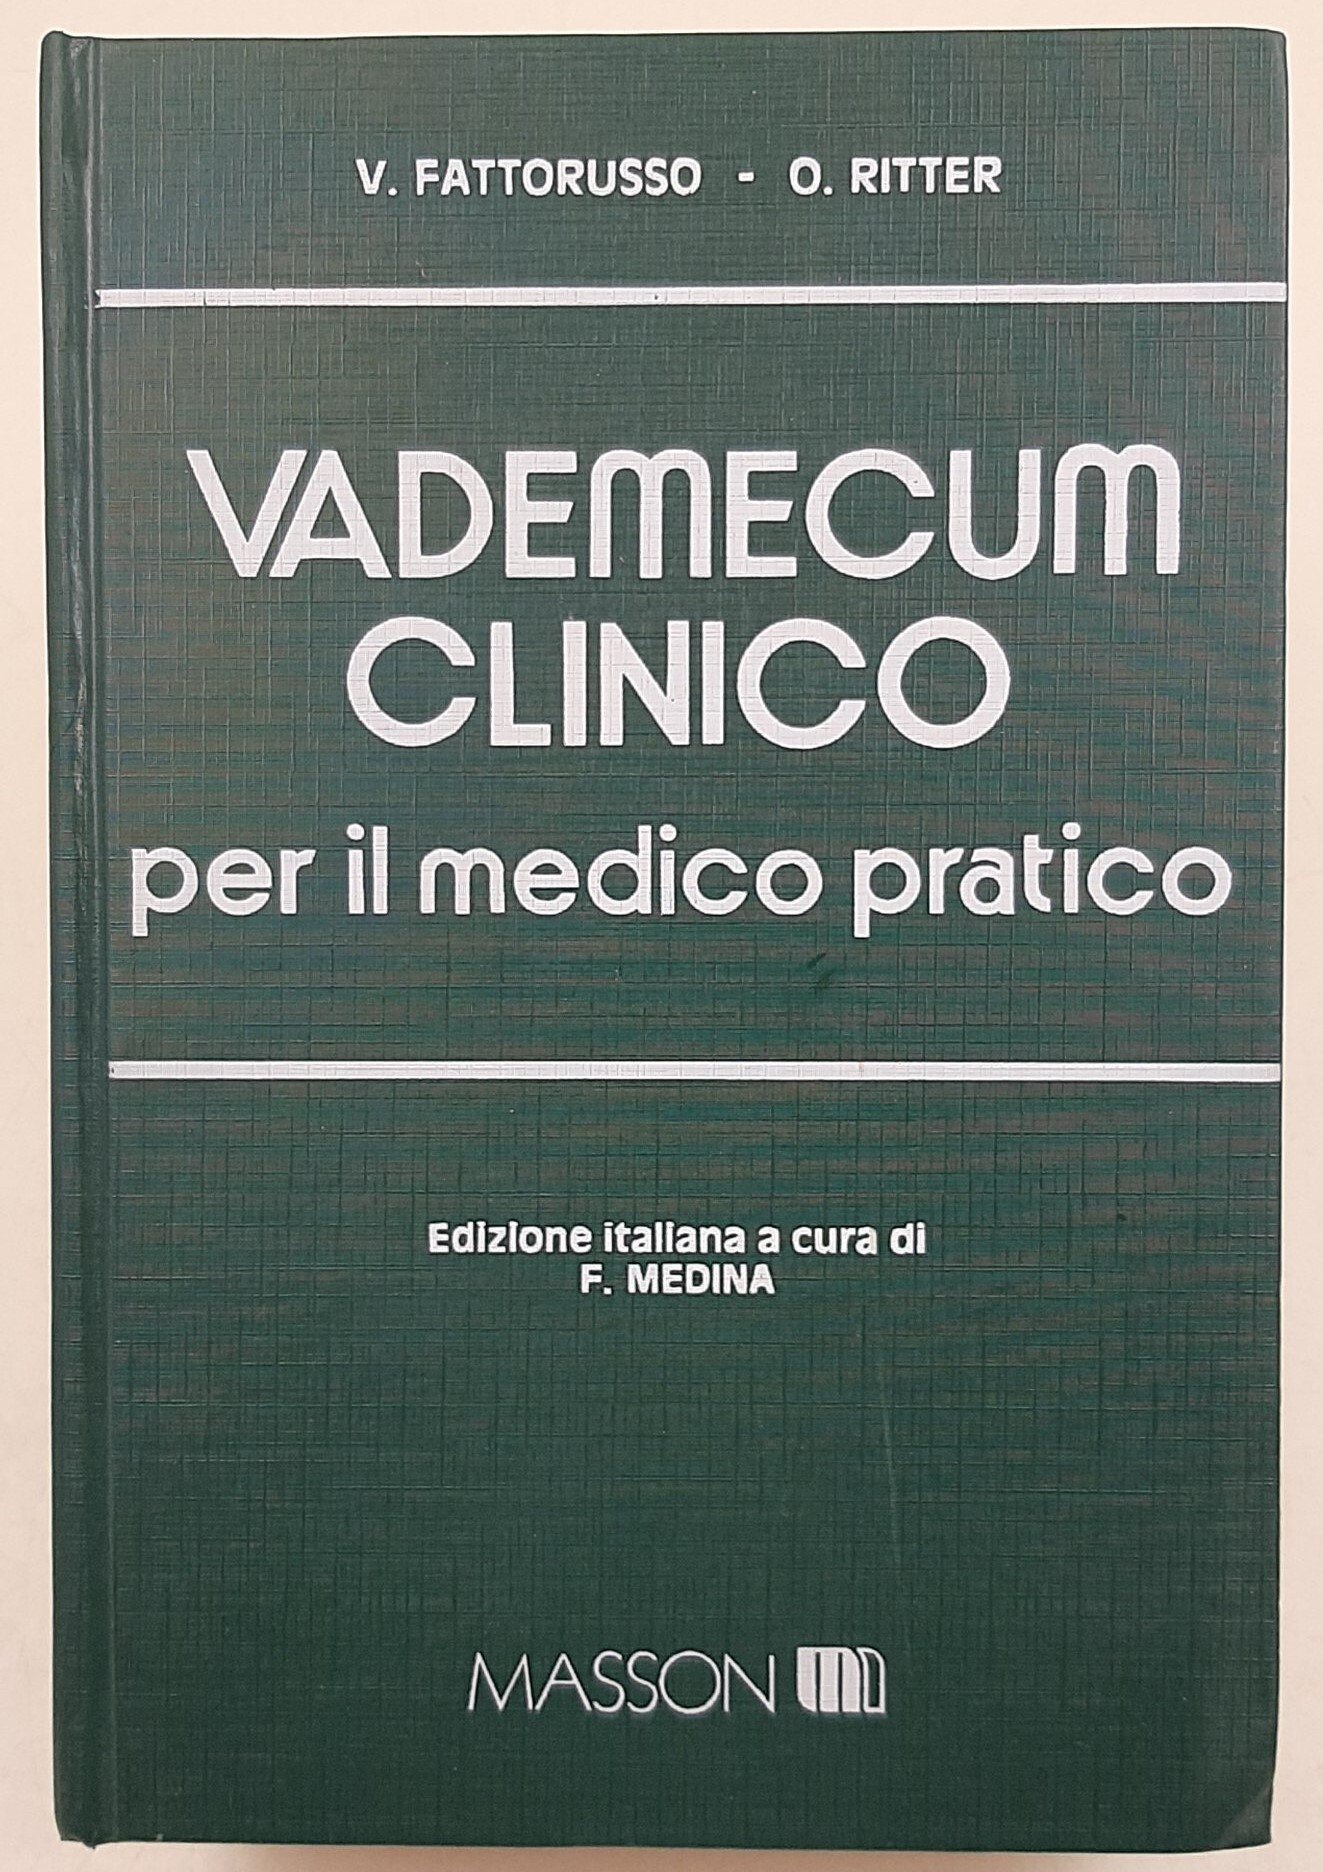 V. FATTORUSSO - O. RITTER
VADEMECUM
CLINICO
per il medico pratico
Edizione italiana a cura di
F. MEDINA
MASSON m